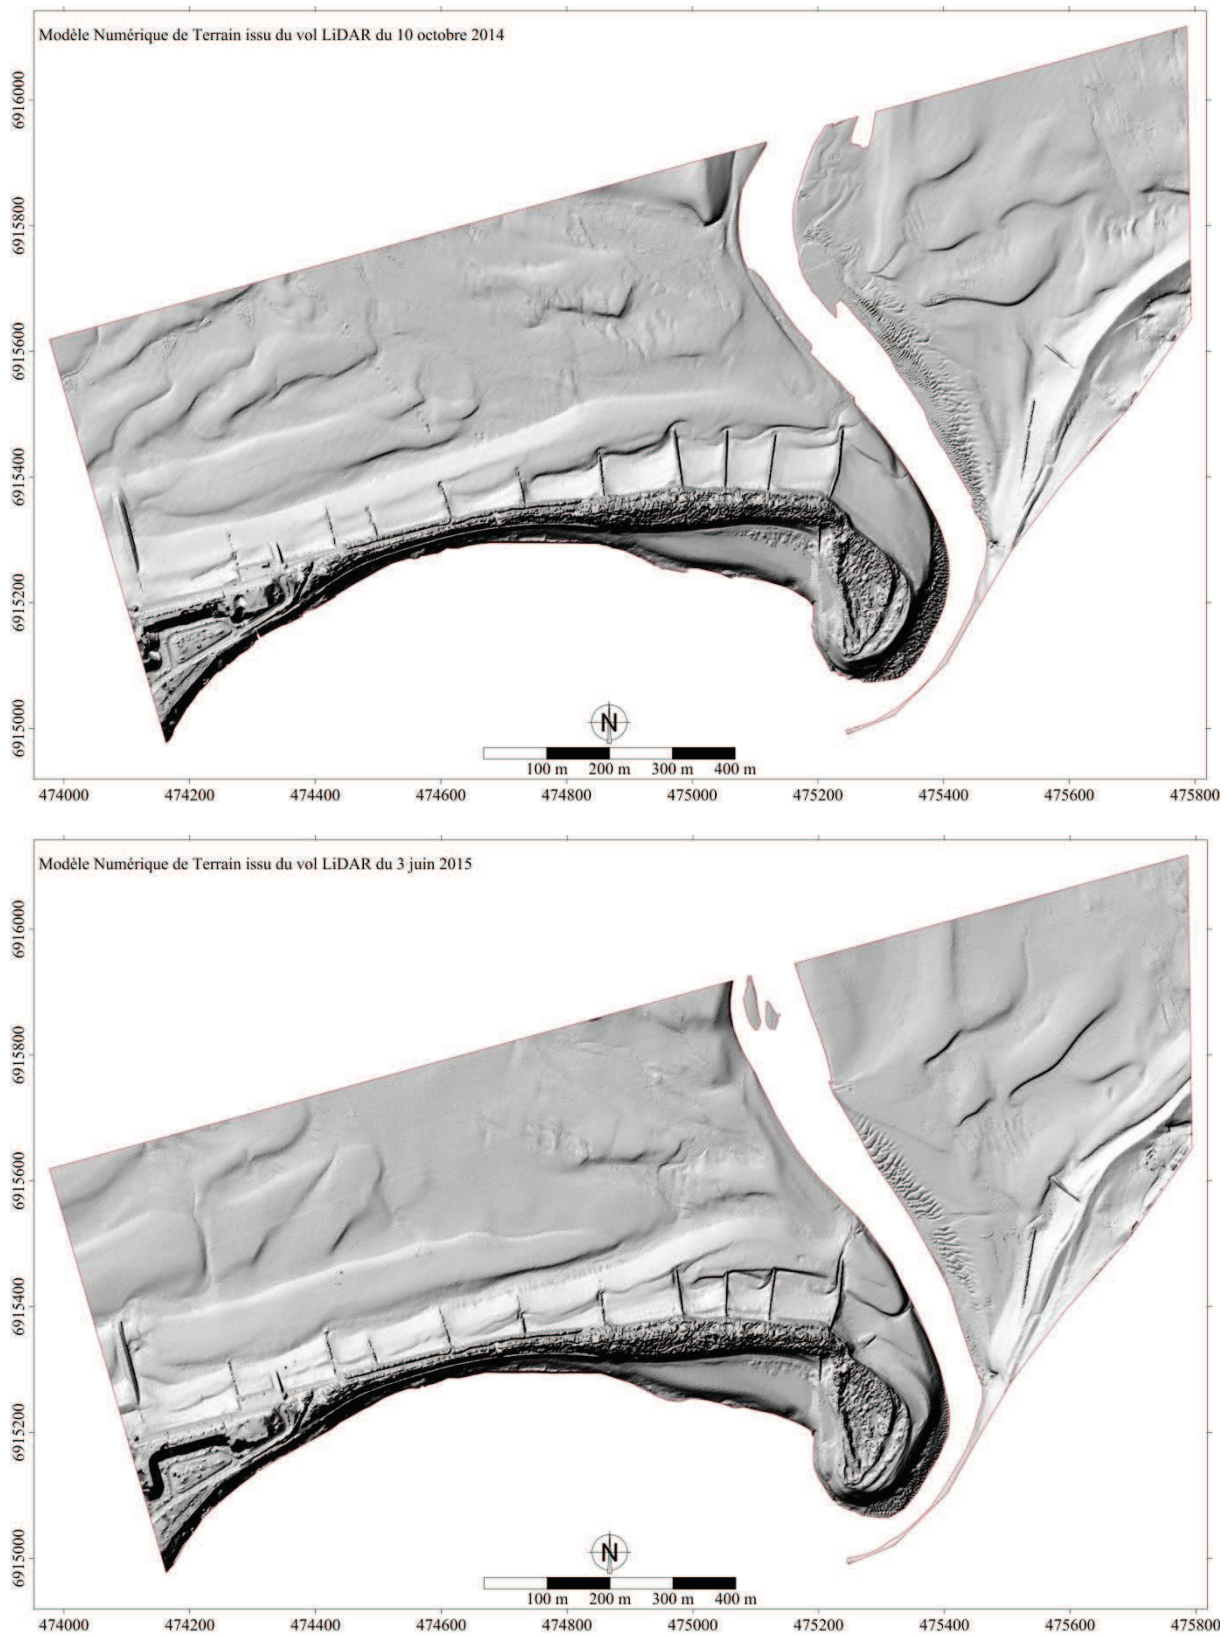 Modèle Numérique de Terrain issu du vol LiDAR du 10 octobre 2014
6916000
6915800
6915600
6915400
6915200
6915000
N
100 m 200 m 300 m 400 m
474000 474200 474400 474600 474800 475000 475200 475400 475600 475800
Modèle Numérique de Terrain issu du vol LiDAR du 3 juin 2015
6916000
6915800
6915600
6915400
6915200
6915000
N
100 m 200 m 300 m 400 m
474000 474200 474400 474600 474800 475000 475200 475400 475600 475800